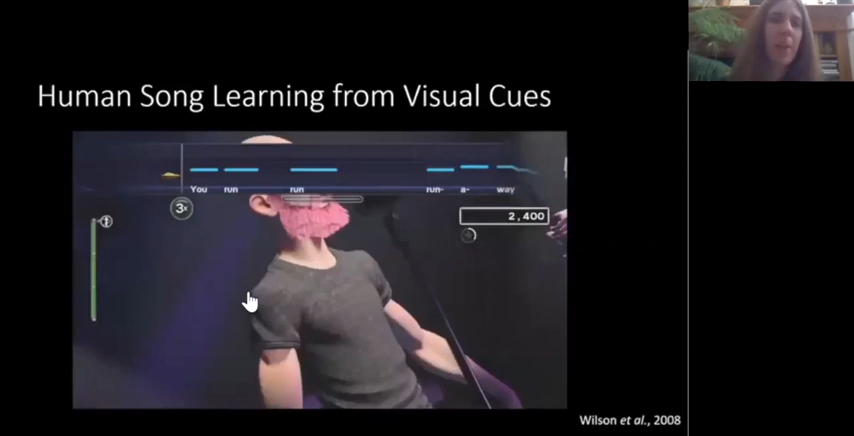 Human Song Learning from Visual Cues
You run run run- a- way
3x
2,400
Wilson et al., 2008